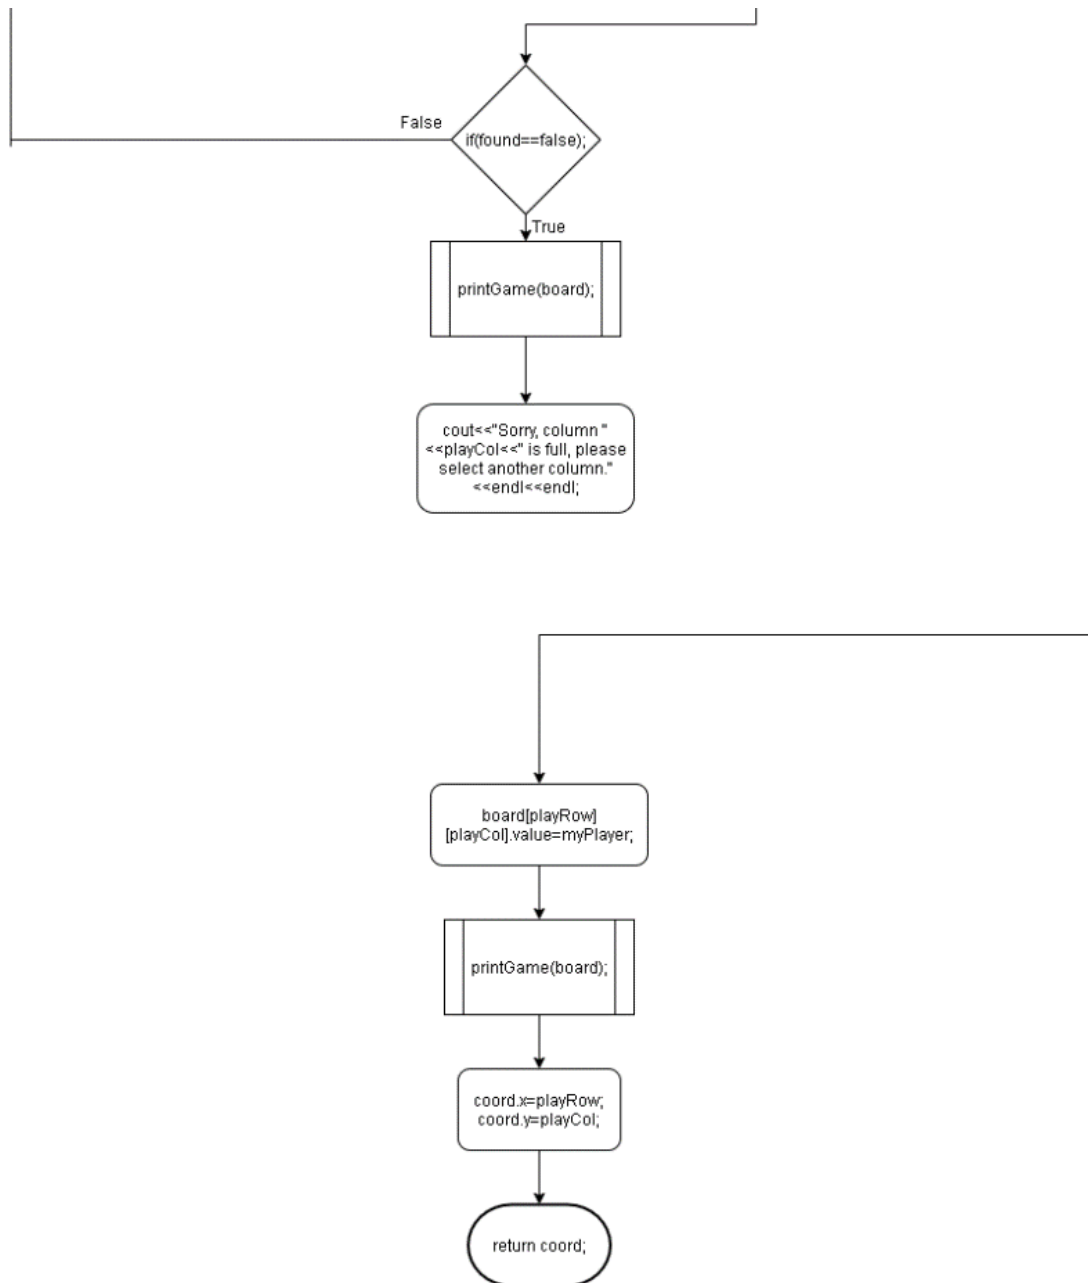 False
if(found==false);
True
printGame(board);
cout<<"Sorry, column "
<<playCol<<" is full, please
select another column."
<<endl<<endl;
board[playRow]
[playCol].value=myPlayer;
printGame(board);
coord.x=playRow;
coord.y=playCol;
return coord;